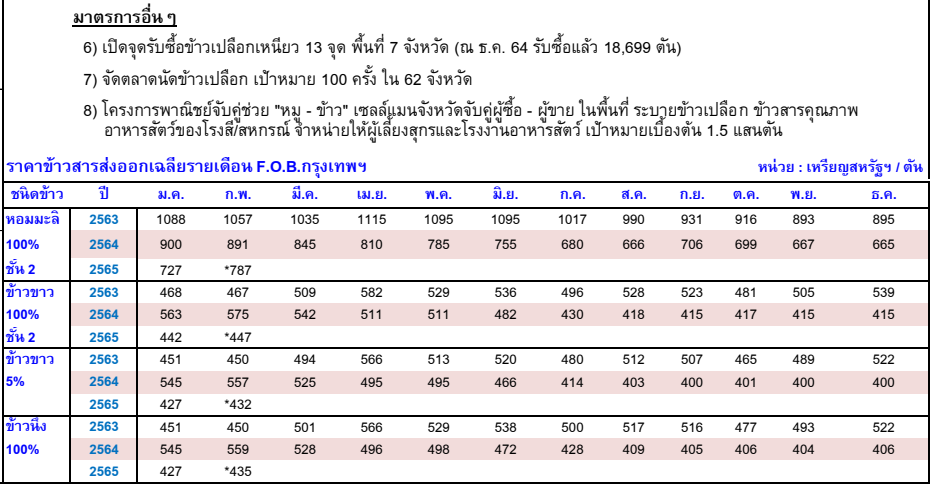 มาตรการอื่น ๆ
6) เปิดจุดรับซื้อข้าวเปลือกเหนียว 13 จุด พื้นที่ 7 จังหวัด (ณ ธ.ค. 64 รับซื้อแล้ว 18,699 ตัน)
7) จัดตลาดนัดข้าวเปลือก เป้าหมาย 100 ครั้ง ใน 62 จังหวัด
8) โครงการพาณิชย์จับคู่ช่วย "หมู - ข้าว" เซลล์แมนจังหวัดจับคู่ผู้ซื้อ - ผู้ขาย ในพื้นที่ ระบายข้าวเปลือก ข้าวสารคุณภาพ
อาหารสัตว์ของโรงสี/สหกรณ์ จำหน่ายให้ผู้เลี้ยงสุกรและโรงงานอาหารสัตว์ เป้าหมายเบื้องต้น 1.5 แสนตัน
ราคาข้าวสารส่งออกเฉลี่ยรายเดือน F.O.B.กรุงเทพฯ หน่วย : เหรียญสหรัฐฯ / ตัน
ชนิดข้าว ปี ม.ค. ก.พ. มี.ค. เม.ย. พ.ค. มิ.ย. ก.ค. ส.ค. ก.ย. ต.ค. พ.ย. ธ.ค.
หอมมะลิ 2563 1088 1057 1035 1115 1095 1095 1017 990 931 916 893 895
100% 2564 900 891 845 810 785 755 680 666 706 699 667 665
ชั้น 2 2565 727 *787
ข้าวขาว 2563 468 467 509 582 529 536 496 528 523 481 505 539
100% 2564 563 575 542 511 511 482 430 418 415 417 415 415
ชั้น 2 2565 442 *447
ข้าวขาว 2563 451 450 494 566 513 520 480 512 507 465 489 522
5% 2564 545 557 525 495 495 466 414 403 400 401 400 400
2565 427 *432
ข้าวนึ่ง 2563 451 450 501 566 529 538 500 517 516 477 493 522
100% 2564 545 559 528 496 498 472 428 409 405 406 404 406
2565 427 *435